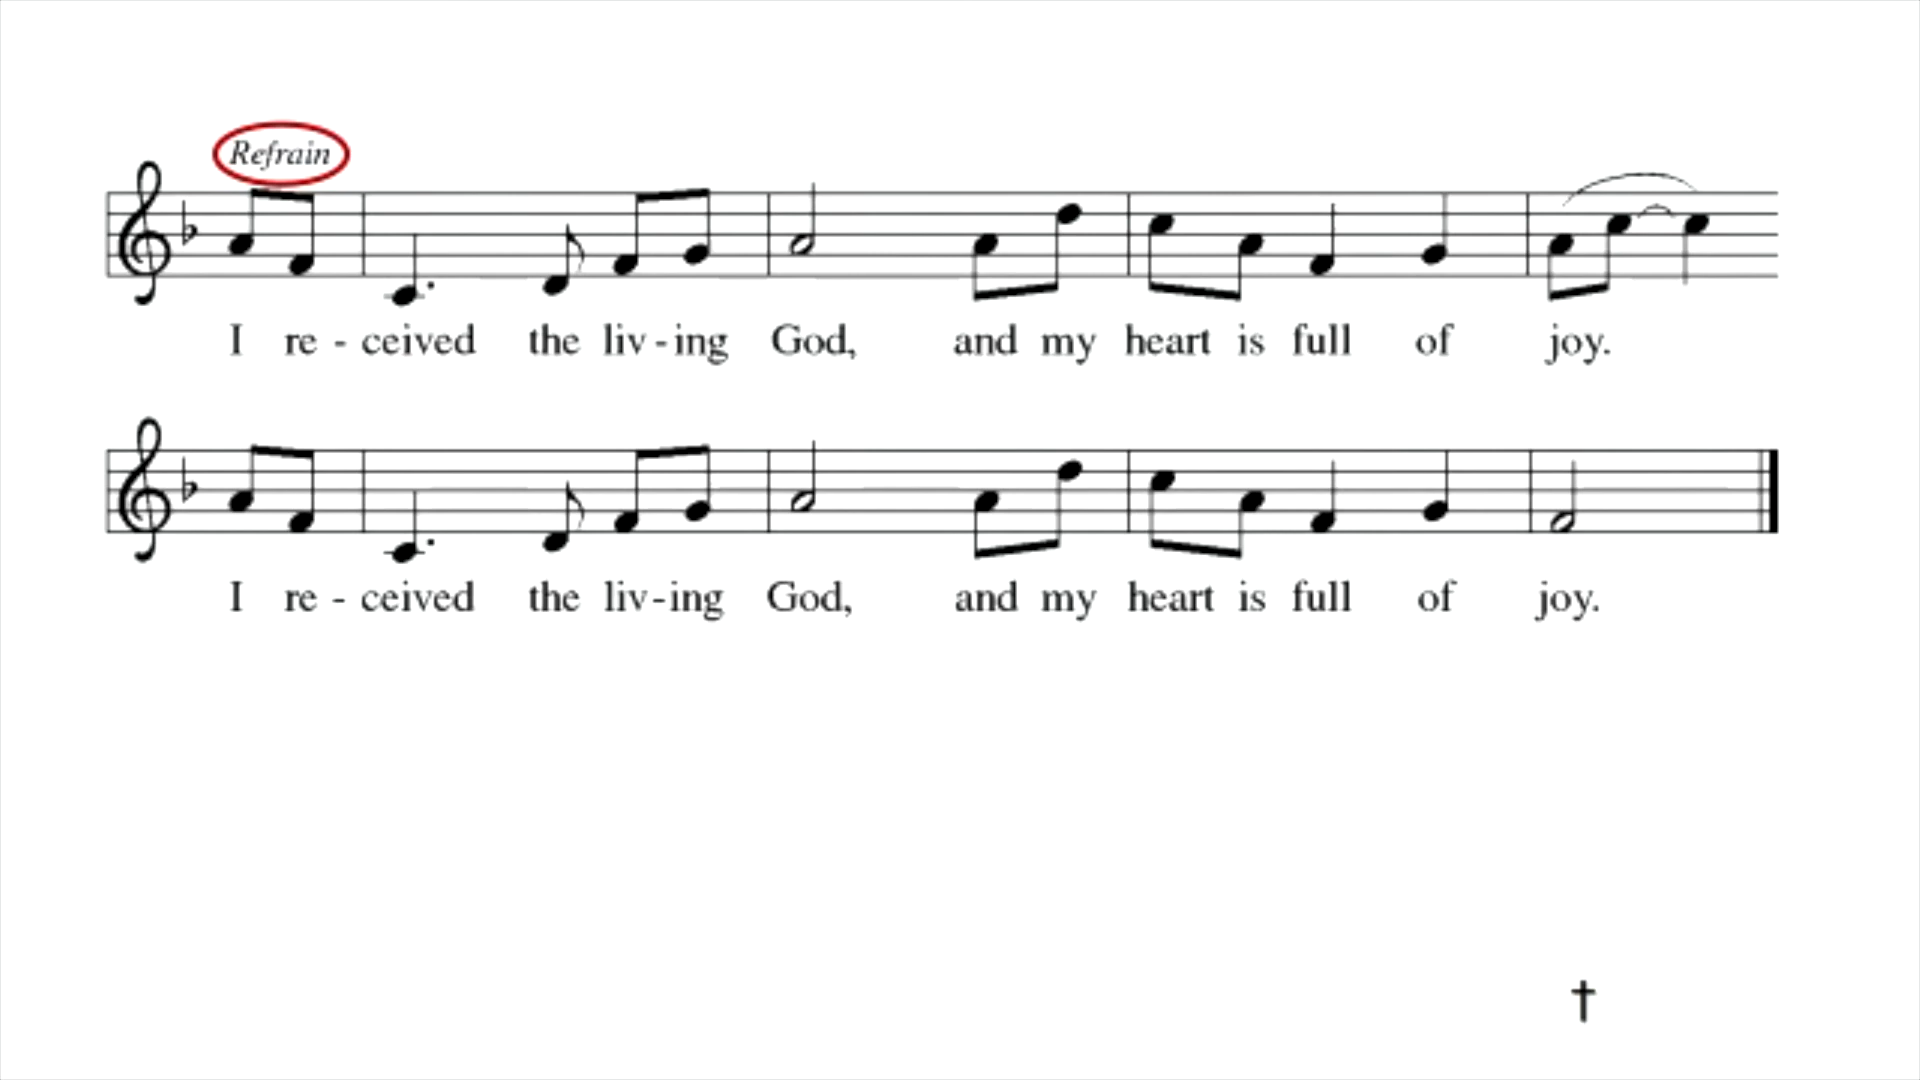 Refrain
I re - ceived the liv - ing God, and my heart is full of joy.
I re - ceived the liv - ing God, and my heart is full of joy.